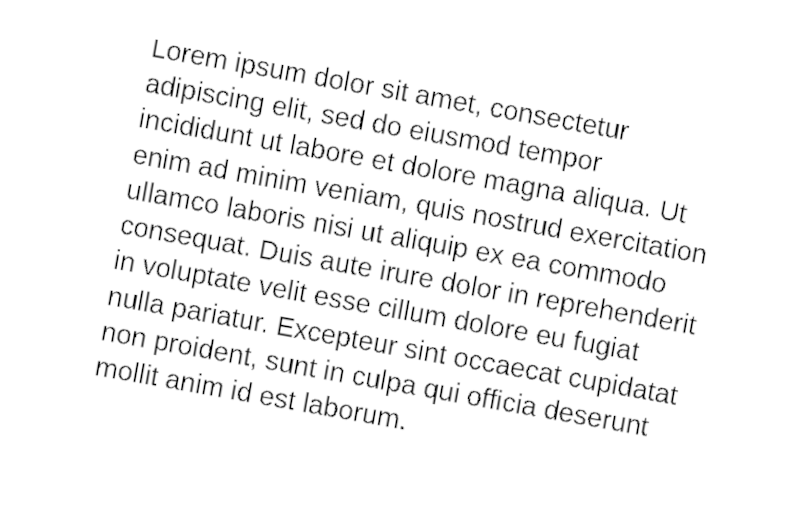 Lorem ipsum dolor sit amet, consectetur
adipiscing elit, sed do eiusmod tempor
incididunt ut labore et dolore magna aliqua. Ut
enim ad minim veniam, quis nostrud exercitation
ullamco laboris nisi ut aliquip ex ea commodo
consequat. Duis aute irure dolor in reprehenderit
in voluptate velit esse cillum dolore eu fugiat
nulla pariatur. Excepteur sint occaecat cupidatat
non proident, sunt in culpa qui officia deserunt
mollit anim id est laborum.